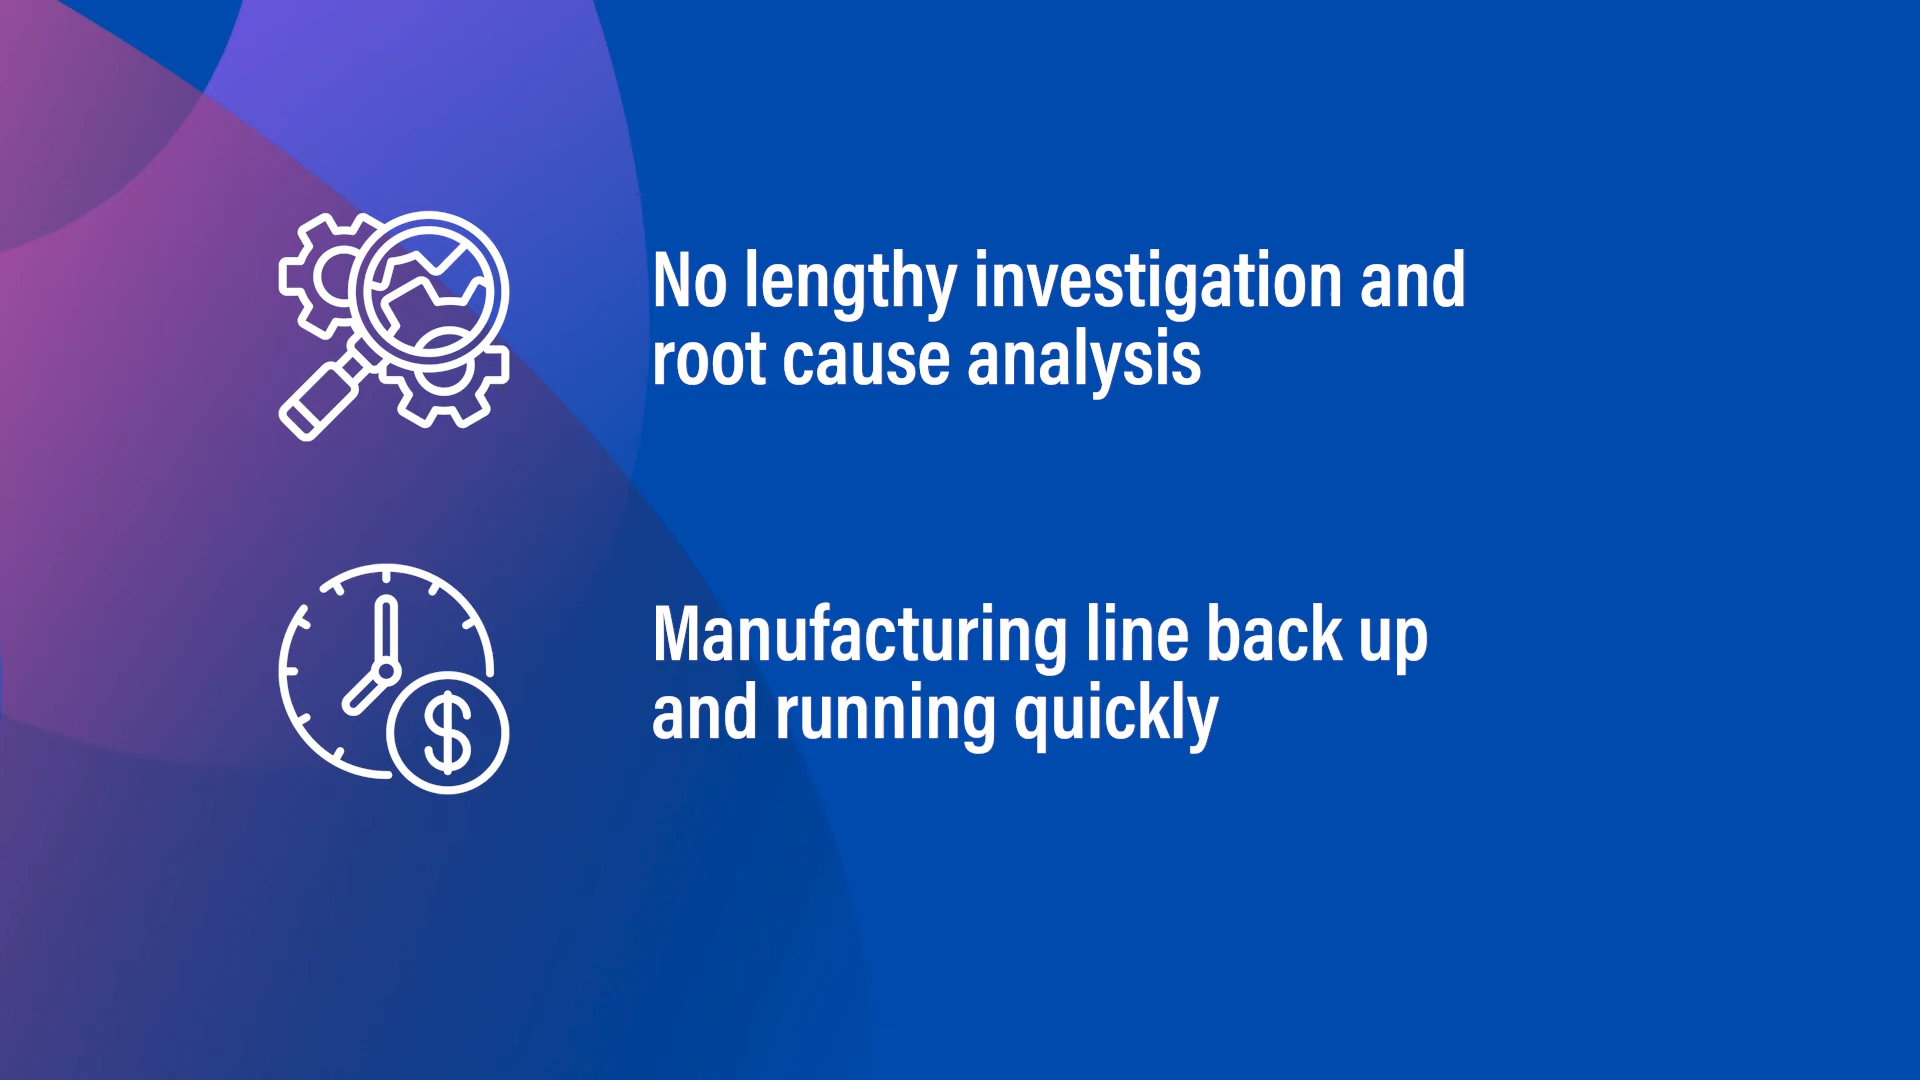 No lengthy investigation and
root cause analysis
Manufacturing line back up
and running quickly
$